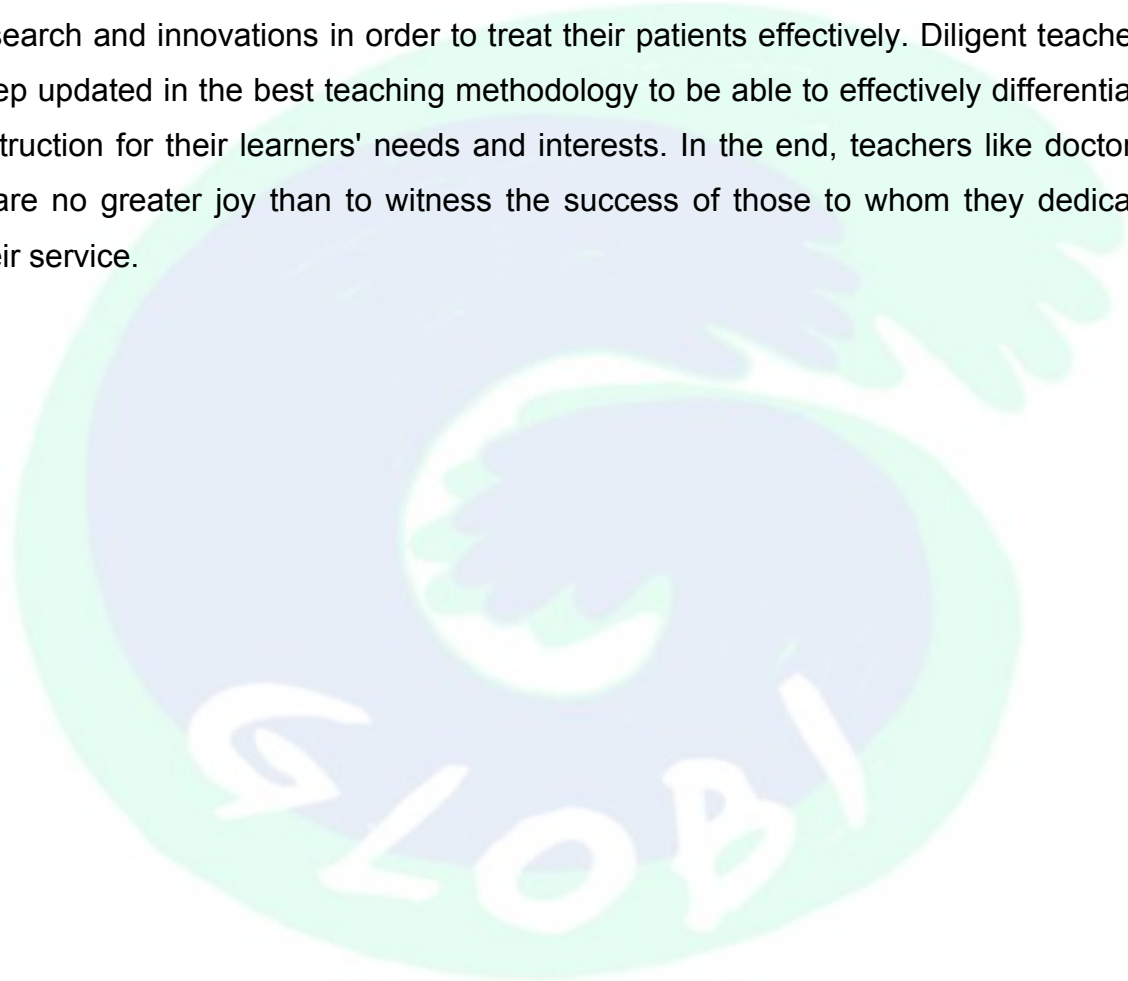 search and innovations in order to treat their patients effectively. Diligent teache
ep updated in the best teaching methodology to be able to effectively differentia
truction for their learners' needs and interests. In the end, teachers like doctor
are no greater joy than to witness the success of those to whom they dedica
eir service.
GLOBI